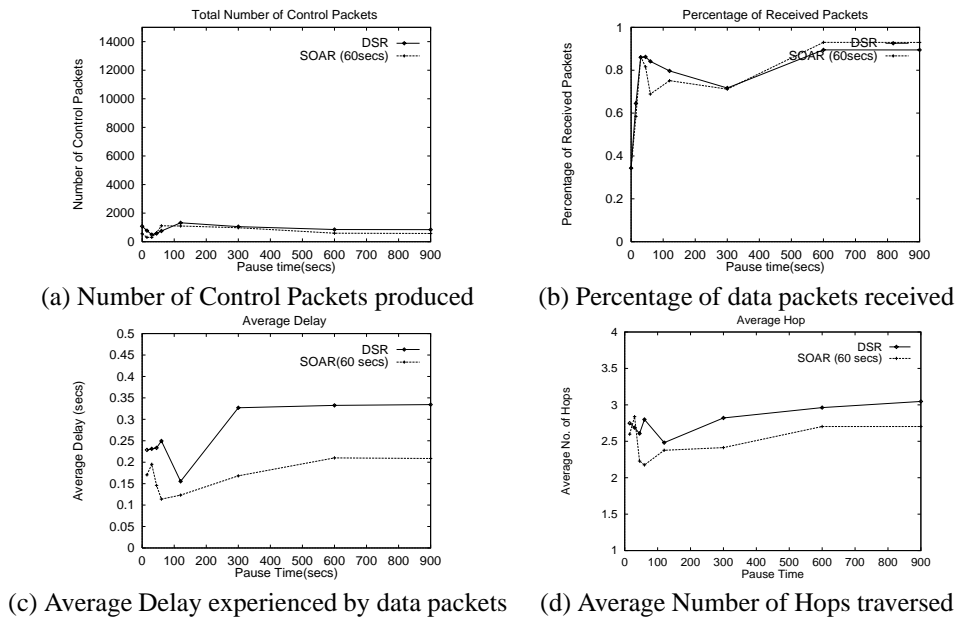 Total Number of Control Packets
14000
12000
10000
8000
6000
4000
2000
0
Number of Control Packets
DSR
SOAR (60secs)
0 100 200 300 400 500 600 700 800 900
Pause time(secs)
(a) Number of Control Packets produced
Percentage of Received Packets
1
0.8
0.6
0.4
0.2
0
Percentage of Received Packets
DSR
SOAR (60secs)
0 100 200 300 400 500 600 700 800 900
Pause time(secs)
(b) Percentage of data packets received
Average Delay
0.5
0.45
0.4
0.35
0.3
0.25
0.2
0.15
0.1
0.05
0
Average Delay (secs)
DSR
SOAR(60 secs)
0 100 200 300 400 500 600 700 800 900
Pause Time(secs)
(c) Average Delay experienced by data packets
Average Hop
4
3.5
3
2.5
2
1.5
1
Average No. of Hops
DSR
SOAR (60 secs)
0 100 200 300 400 500 600 700 800 900
Pause Time
(d) Average Number of Hops traversed